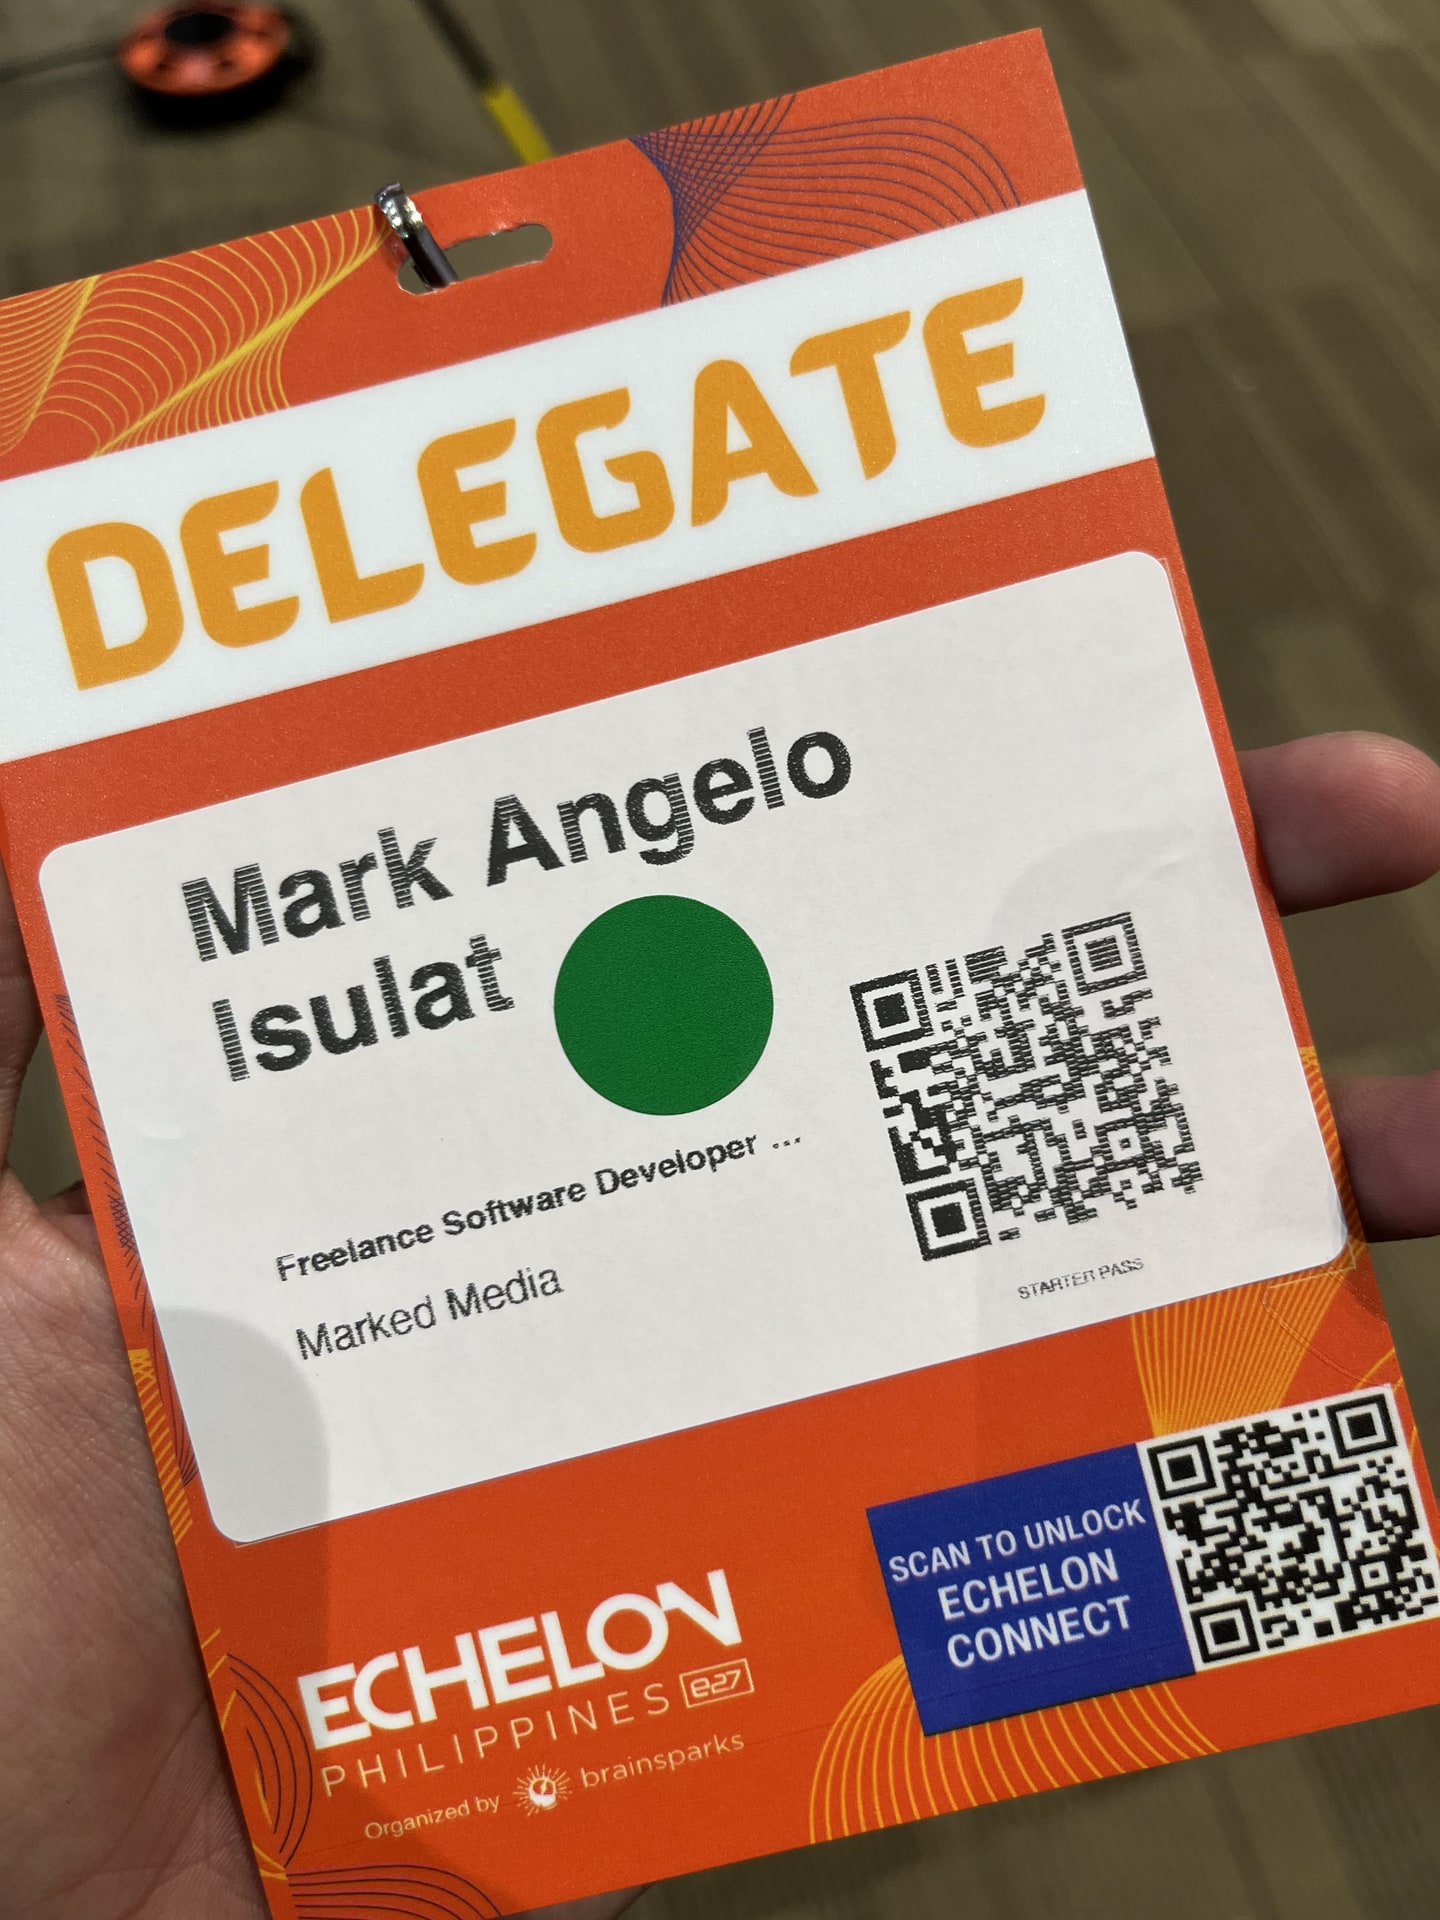 DELEGATE
Mark Angelo
Isulat
Freelance Software Developer ...
Marked Media
STARTER PASS
SCAN TO UNLOCK
ECHELON
CONNECT
ECHELON
PHILIPPINES e27
Organized by brainsparks